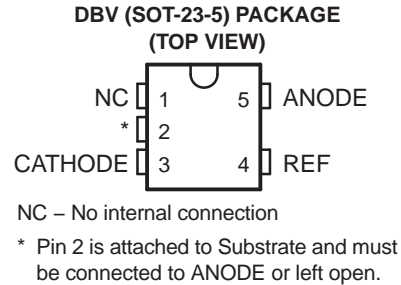 DBV (SOT-23-5) PACKAGE
(TOP VIEW)
NC 1 5 ANODE
* 2
CATHODE 3 4 REF
NC – No internal connection
* Pin 2 is attached to Substrate and must
be connected to ANODE or left open.